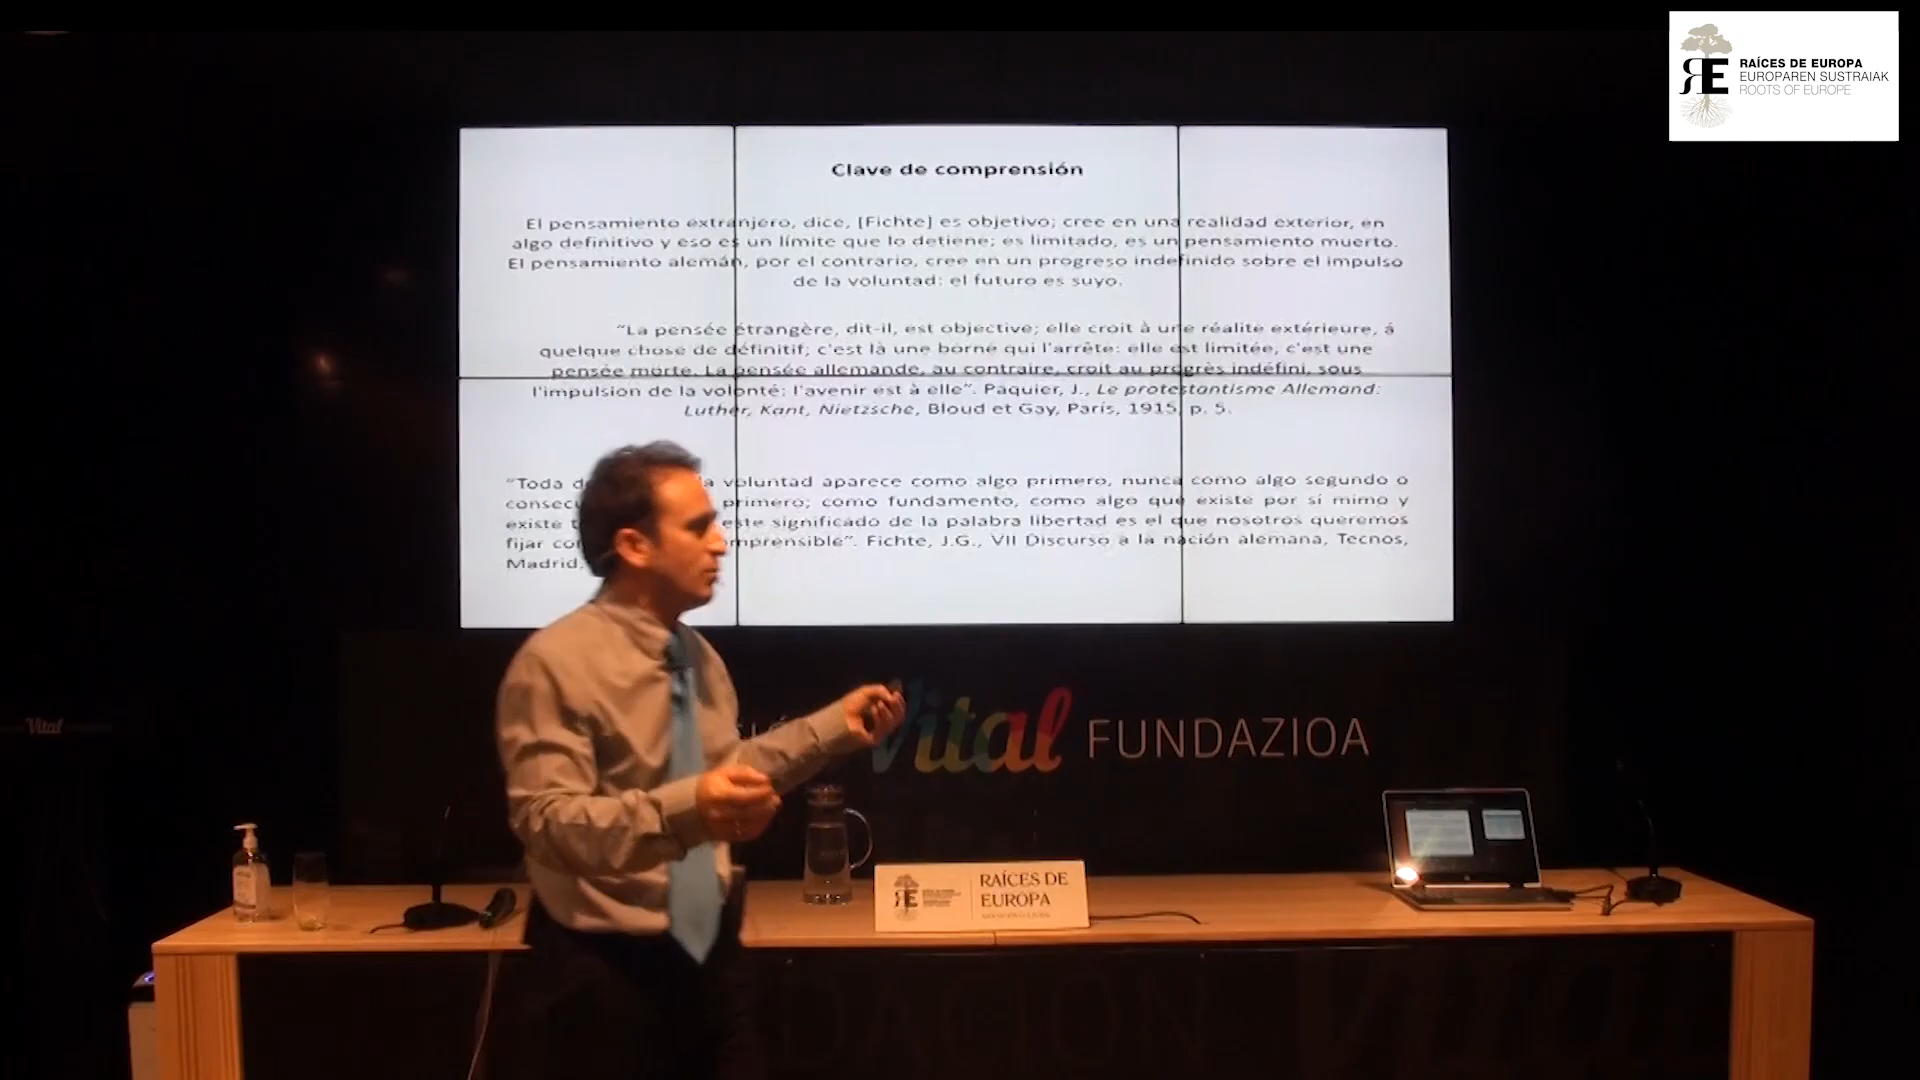 RAÍCES DE EUROPA
EUROPAREN SUSTRAIAK
ROOTS OF EUROPE
RE
Clave de comprensión
El pensamiento extranjero, dice, [Fichte] es objetivo; cree en una realidad exterior, en
algo definitivo y eso es un límite que lo detiene; es limitado, es un pensamiento muerto.
El pensamiento alemán, por el contrario, cree en un progreso indefinido sobre el impulso
de la voluntad: el futuro es suyo.
“La pensée étrangère, dit-il, est objective; elle croit à une réalite extérieure, á
quelque chose de définitif; c'est là une borne qui l'arrête: elle est limitée, c'est une
pensée morte. La pensée allemande, au contraire, croit au progrès indéfini, sous
l'impulsion de la volonté: l'avenir est à elle”. Paquier, J., Le protestantisme Allemand:
Luther, Kant, Nietzsche, Bloud et Gay, París, 1915, p. 5.
“Toda voluntad aparece como algo primero, nunca como algo segundo o
primero; como fundamento, como algo que existe por sí mimo y
existe este significado de la palabra libertad es el que nosotros queremos
fijar Fichte, J.G., VII Discurso a la nación alemana, Tecnos,
Madrid,
Vital
Vital FUNDAZIOA
RE
RAÍCES DE
EUROPA